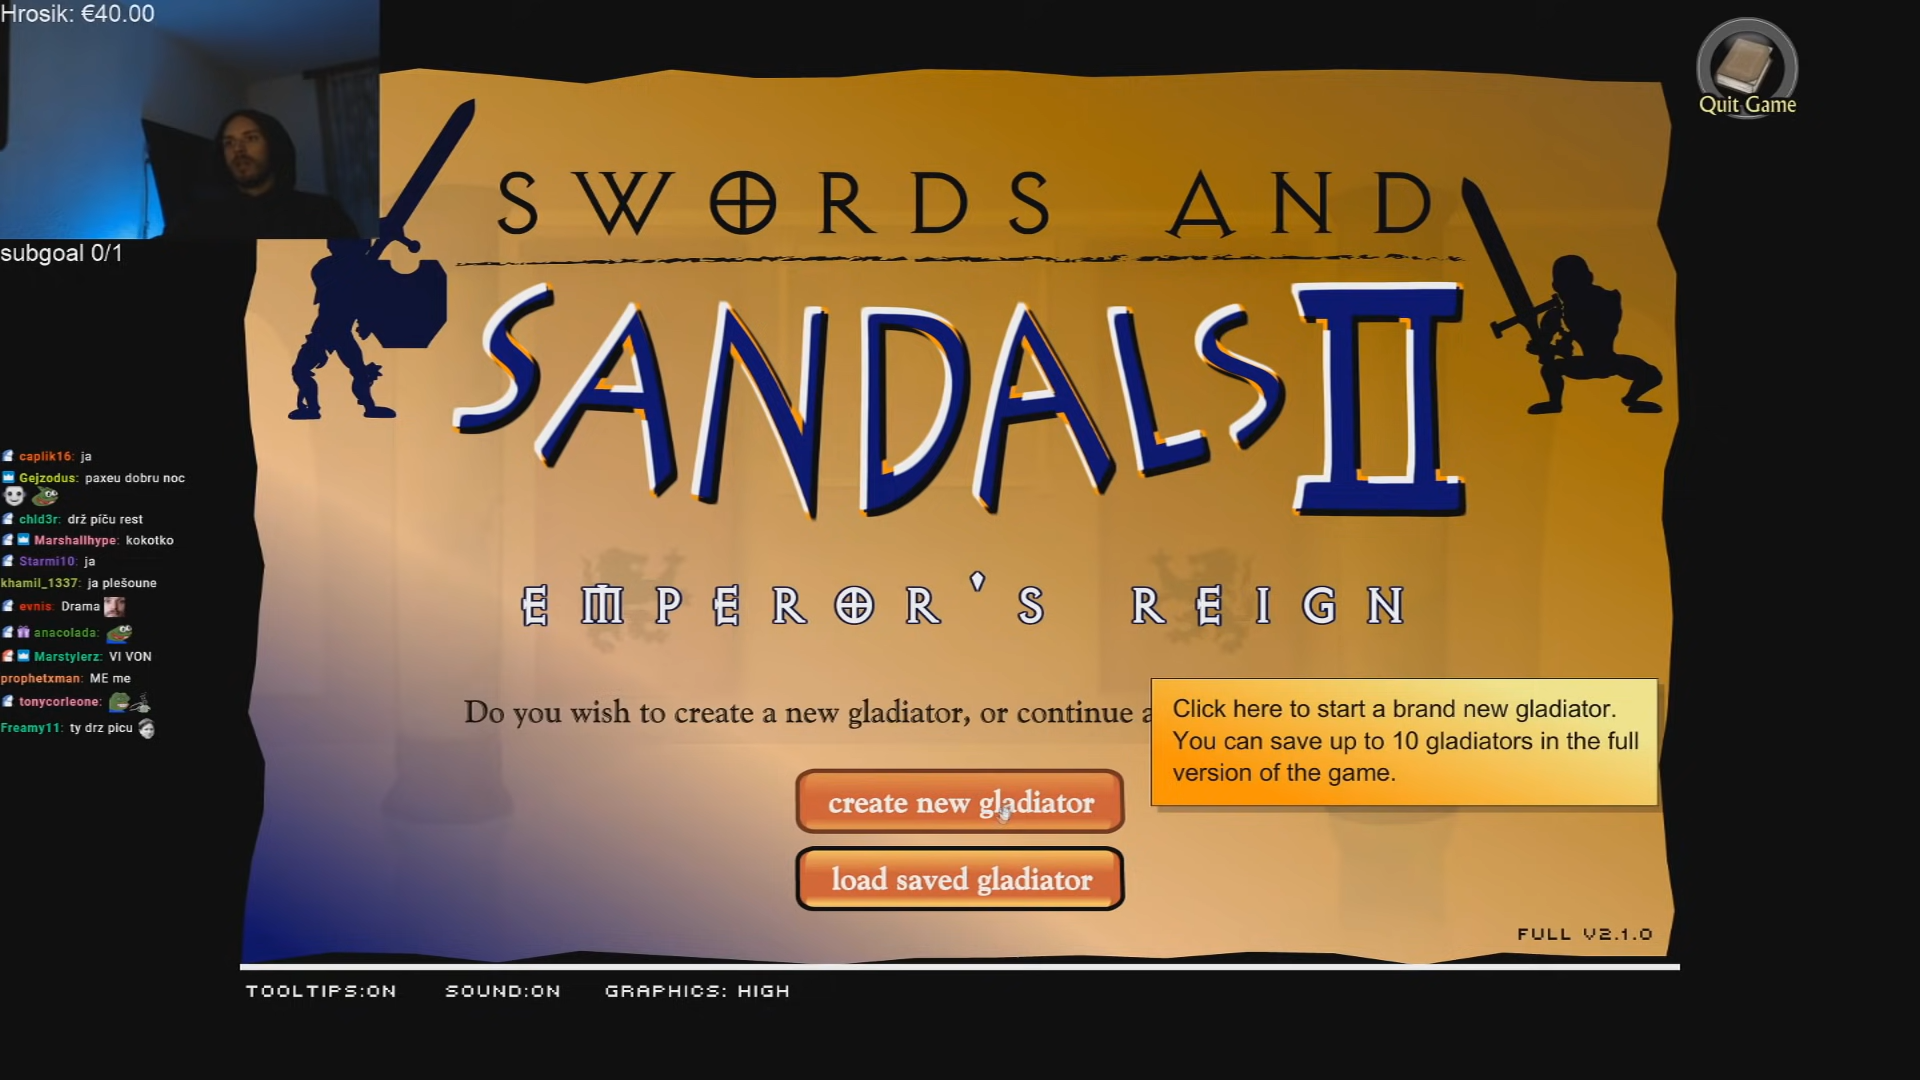 Hrosik: €40.00
Quit Game
subgoal 0/1
SWORDS AND
SANDALS II
EMPEROR'S REIGN
Do you wish to create a new gladiator, or continue a
Click here to start a brand new gladiator.
You can save up to 10 gladiators in the full
version of the game.
create new gladiator
load saved gladiator
FULL V2.1.0
TOOLTIPS:ON SOUND:ON GRAPHICS: HIGH
caplik16: ja
Gejzodus: paxeu dobru noc
chld3r: drž píču rest
Marshallhype: kokotko
Starmi10: ja
khamil_1337: ja plešoune
evnis: Drama
anacolada:
Marstylerz: VI VON
prophetxman: ME me
tonycorleone:
Freamy11: ty drz picu